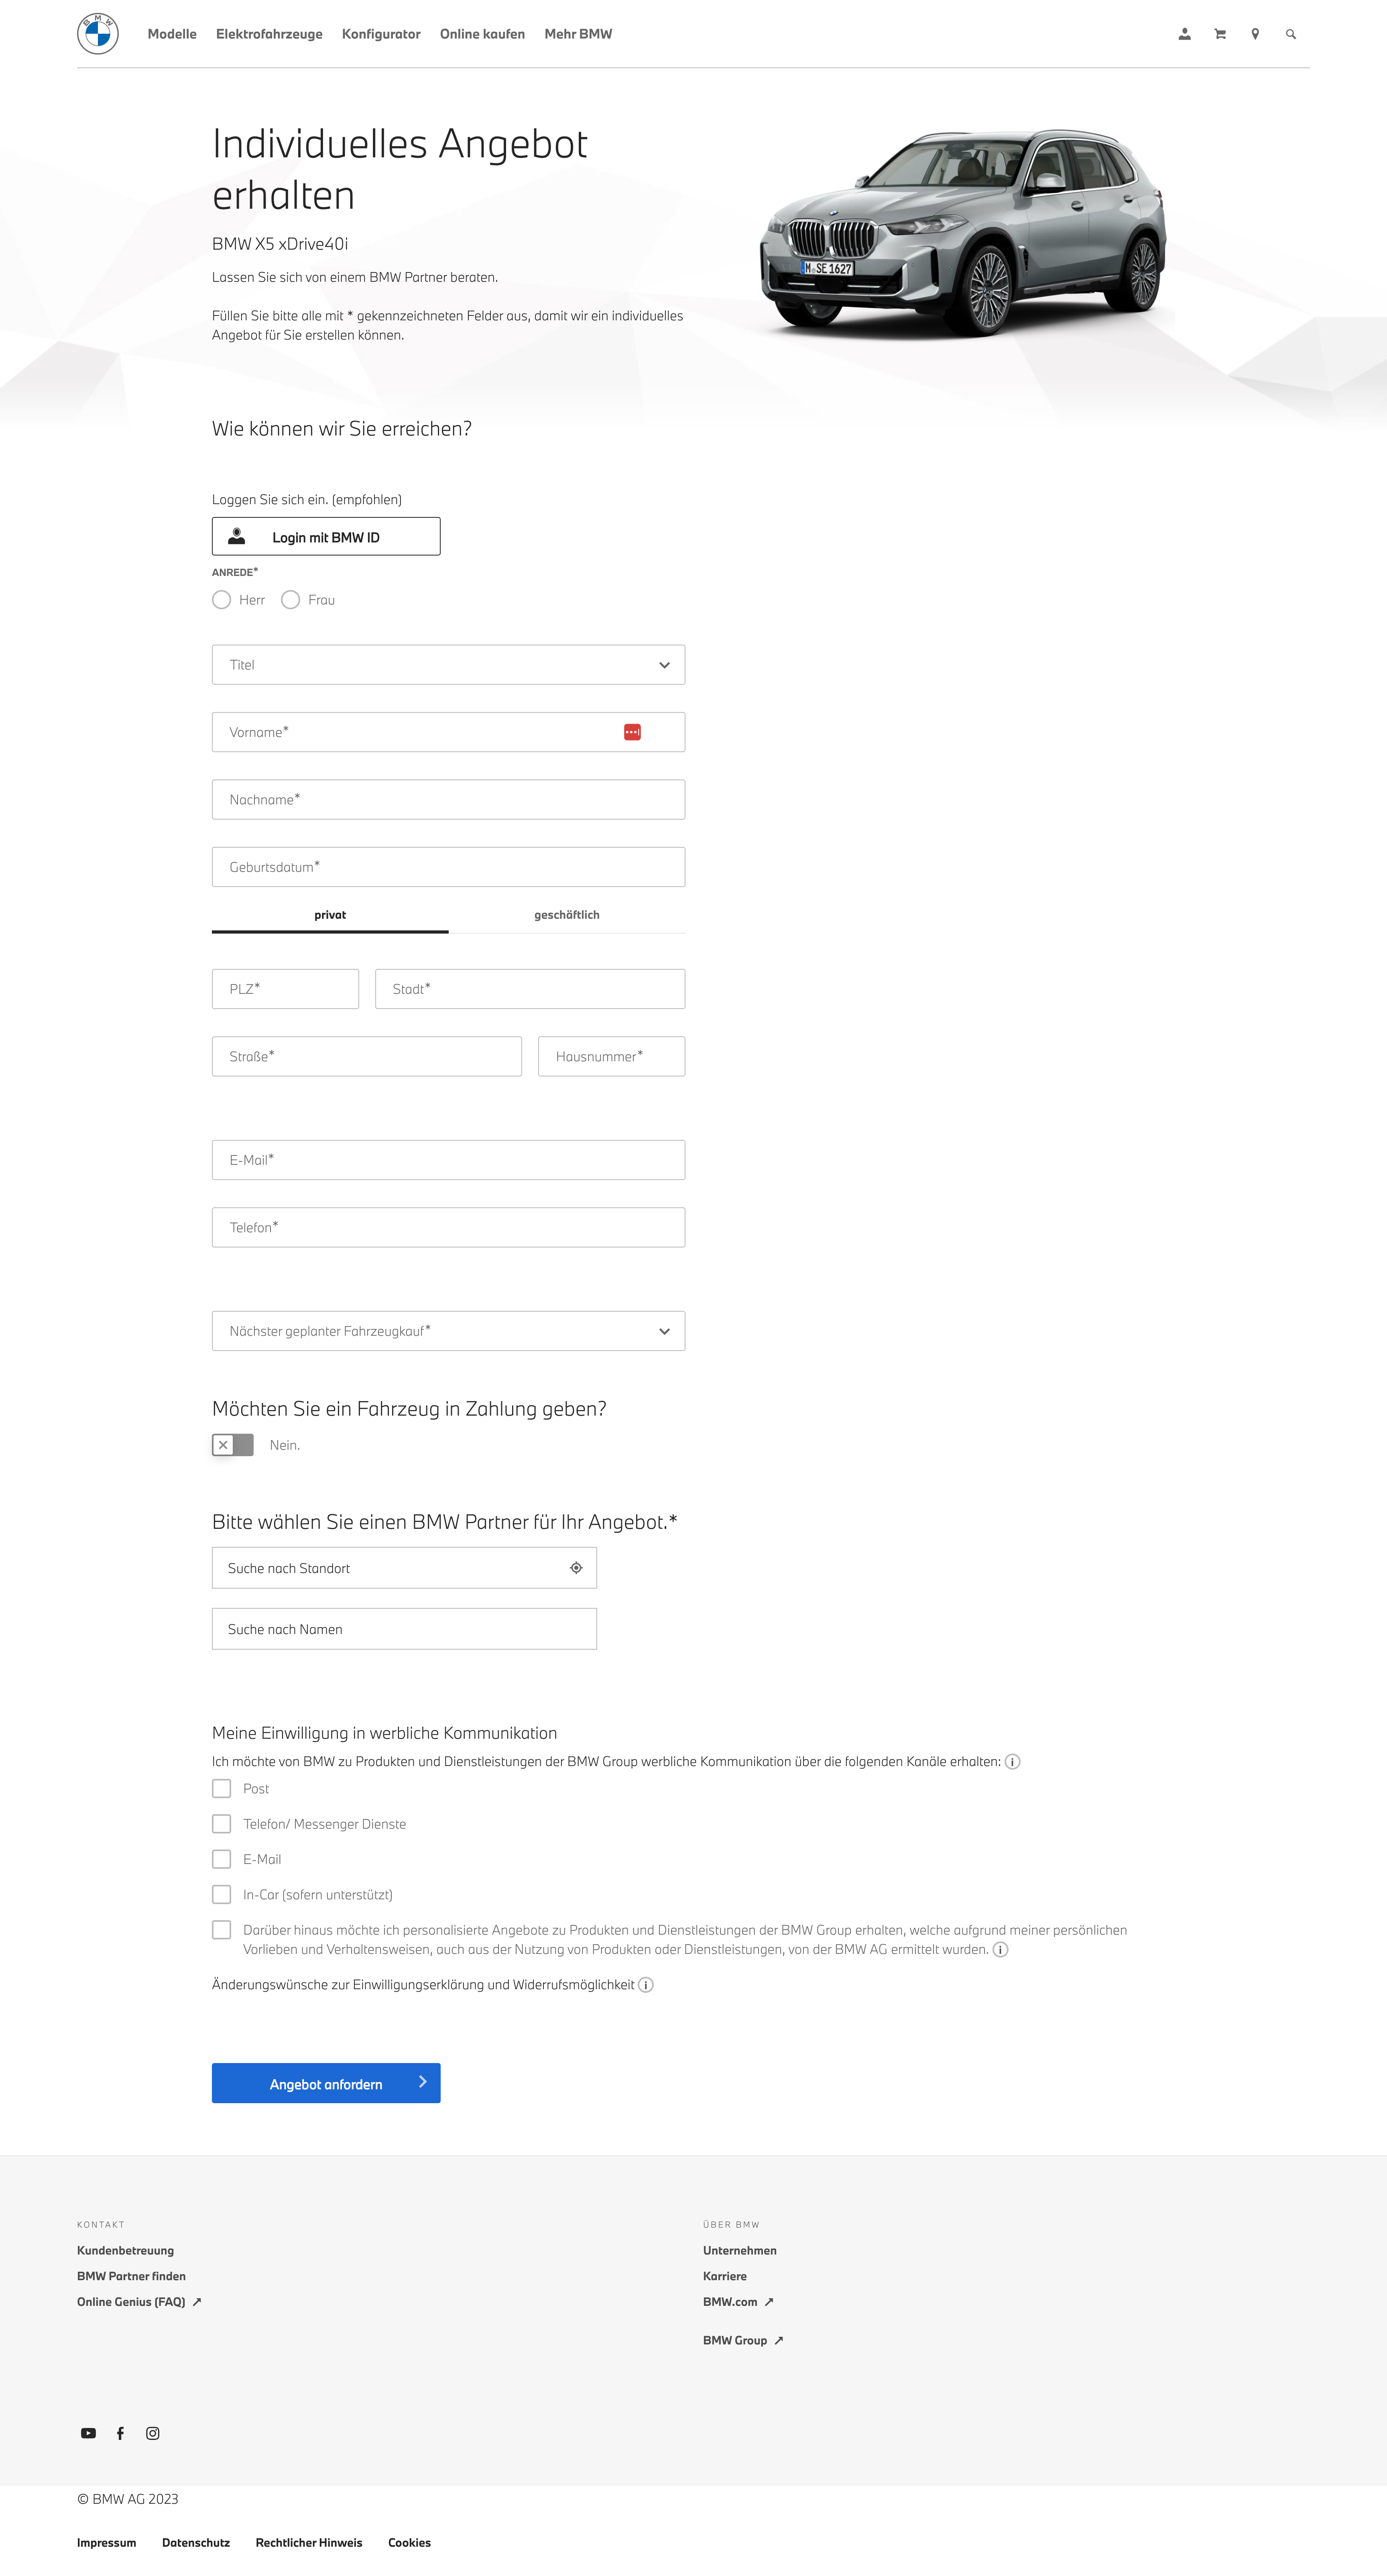 BMW
Modelle Elektrofahrzeuge Konfigurator Online kaufen Mehr BMW
Individuelles Angebot
erhalten
BMW X5 xDrive40i
Lassen Sie sich von einem BMW Partner beraten.
Füllen Sie bitte alle mit * gekennzeichneten Felder aus, damit wir ein individuelles
Angebot für Sie erstellen können.
M SE 1627
Wie können wir Sie erreichen?
Loggen Sie sich ein. (empfohlen)
Login mit BMW ID
ANREDE*
Herr Frau
Titel
Vorname*
Nachname*
Geburtsdatum*
privat geschäftlich
PLZ* Stadt*
Straße* Hausnummer*
E-Mail*
Telefon*
Nächster geplanter Fahrzeugkauf*
Möchten Sie ein Fahrzeug in Zahlung geben?
Nein.
Bitte wählen Sie einen BMW Partner für Ihr Angebot.*
Suche nach Standort
Suche nach Namen
Meine Einwilligung in werbliche Kommunikation
Ich möchte von BMW zu Produkten und Dienstleistungen der BMW Group werbliche Kommunikation über die folgenden Kanäle erhalten:
Post
Telefon/ Messenger Dienste
E-Mail
In-Car (sofern unterstützt)
Darüber hinaus möchte ich personalisierte Angebote zu Produkten und Dienstleistungen der BMW Group erhalten, welche aufgrund meiner persönlichen
Vorlieben und Verhaltensweisen, auch aus der Nutzung von Produkten oder Dienstleistungen, von der BMW AG ermittelt wurden.
Änderungswünsche zur Einwilligungserklärung und Widerrufsmöglichkeit
Angebot anfordern
KONTAKT
Kundenbetreuung
BMW Partner finden
Online Genius (FAQ)
ÜBER BMW
Unternehmen
Karriere
BMW.com
BMW Group
© BMW AG 2023
Impressum Datenschutz Rechtlicher Hinweis Cookies